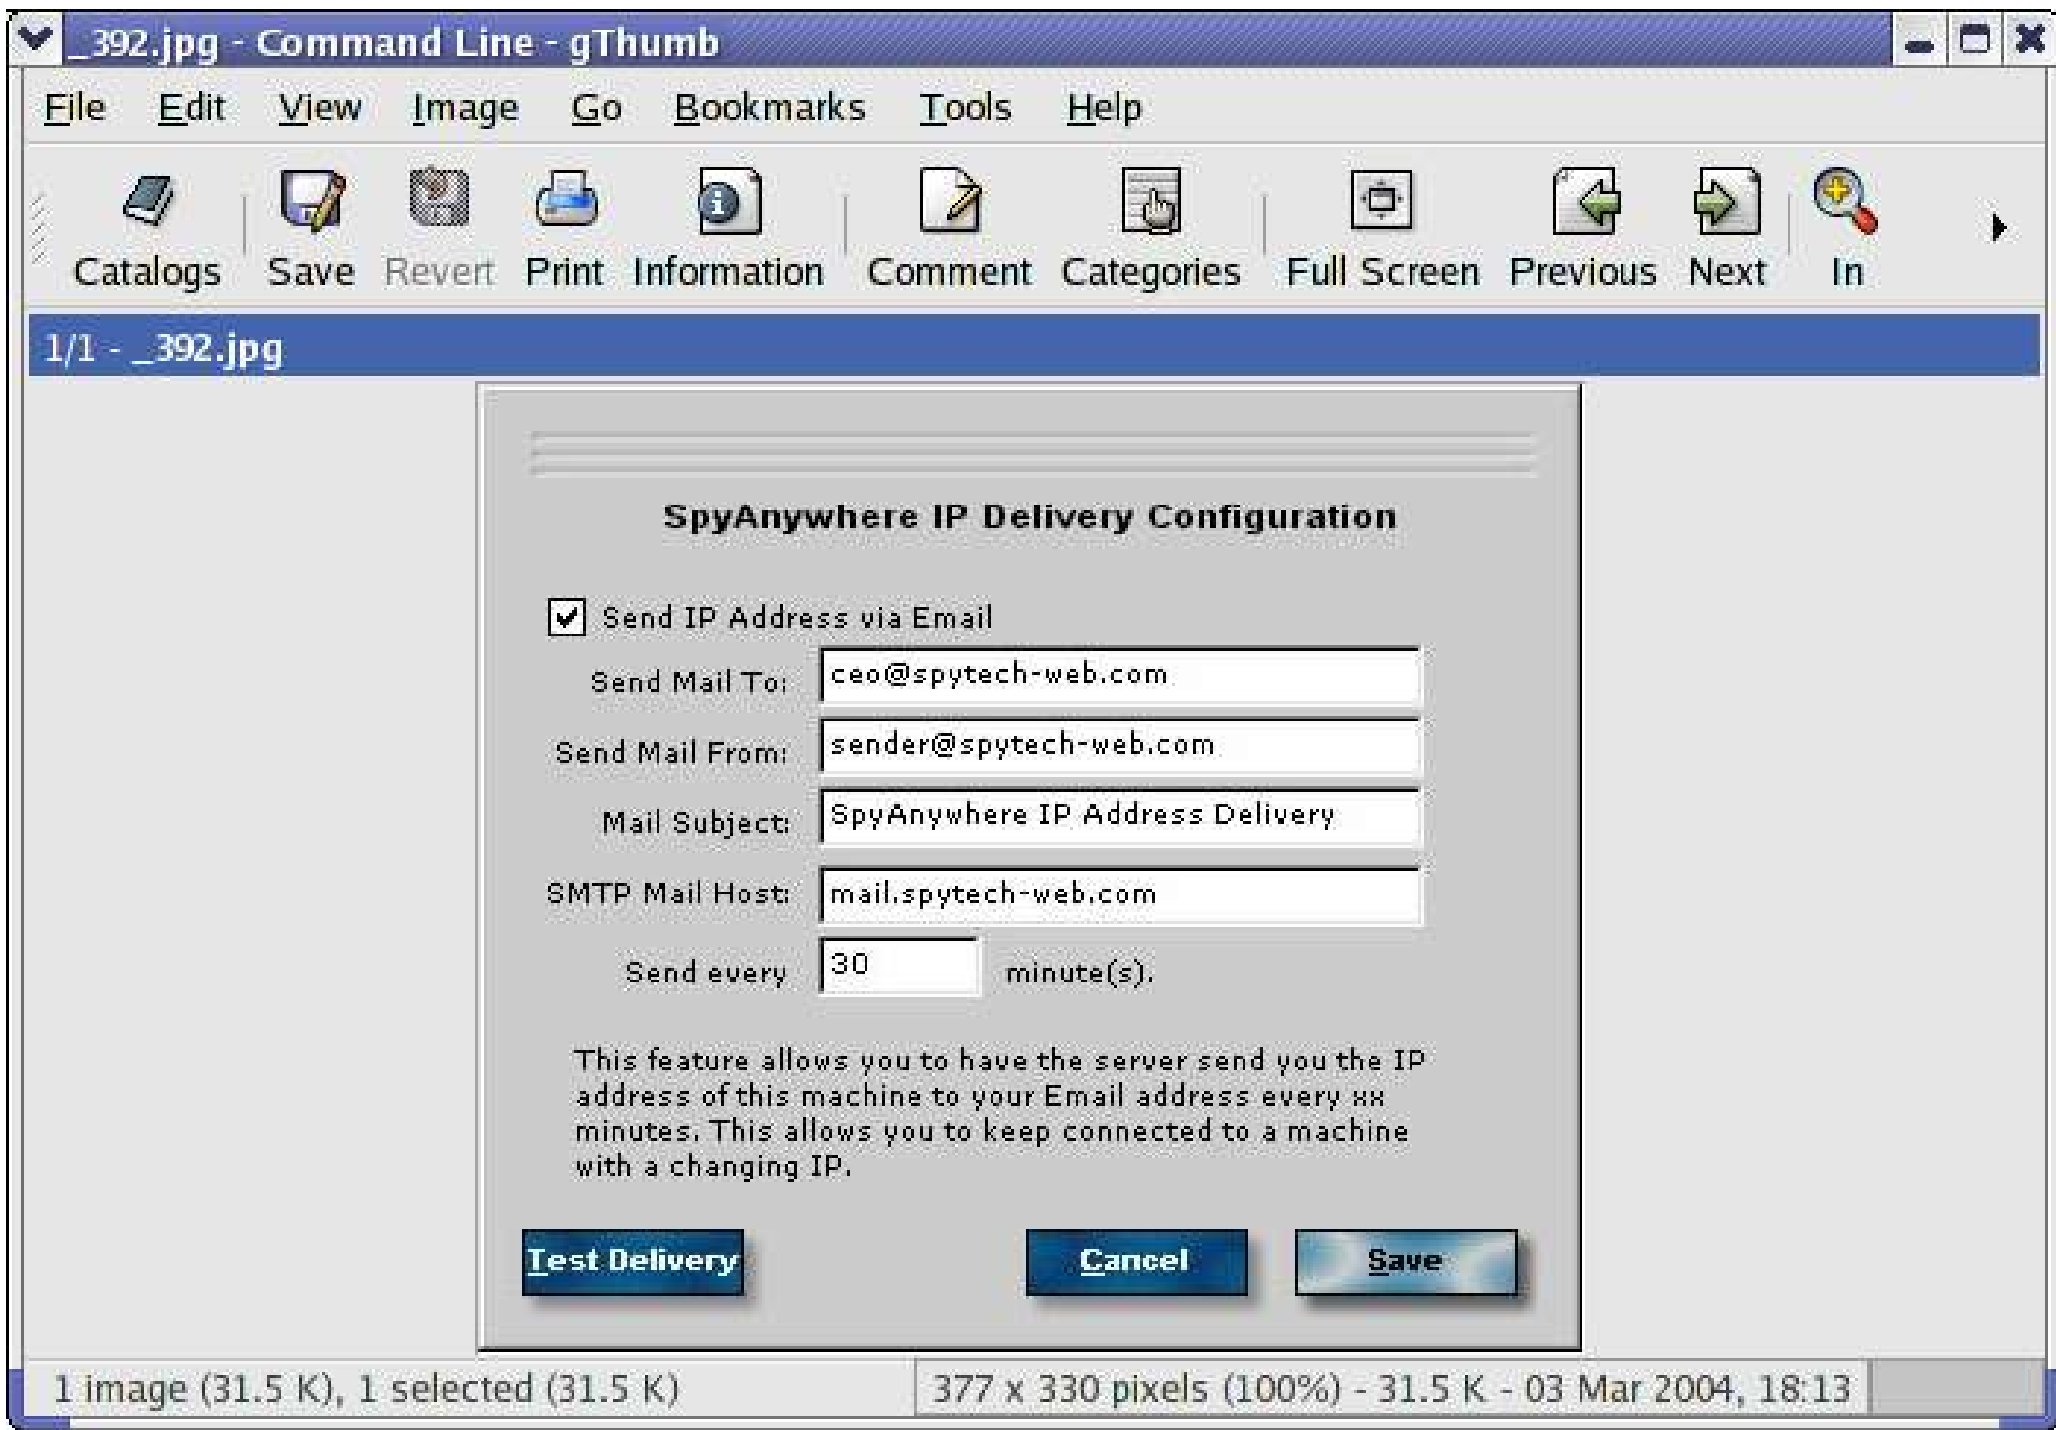 _392.jpg - Command Line - gThumb
File Edit View Image Go Bookmarks Tools Help
Catalogs Save Revert Print Information Comment Categories Full Screen Previous Next In
1/1 - _392.jpg
SpyAnywhere IP Delivery Configuration
Send IP Address via Email
Send Mail To: ceo@spytech-web.com
Send Mail From: sender@spytech-web.com
Mail Subject: SpyAnywhere IP Address Delivery
SMTP Mail Host: mail.spytech-web.com
Send every 30 minute(s).
This feature allows you to have the server send you the IP
address of this machine to your Email address every xx
minutes. This allows you to keep connected to a machine
with a changing IP.
Test Delivery Cancel Save
1 image (31.5 K), 1 selected (31.5 K) 377 x 330 pixels (100%) - 31.5 K - 03 Mar 2004, 18:13